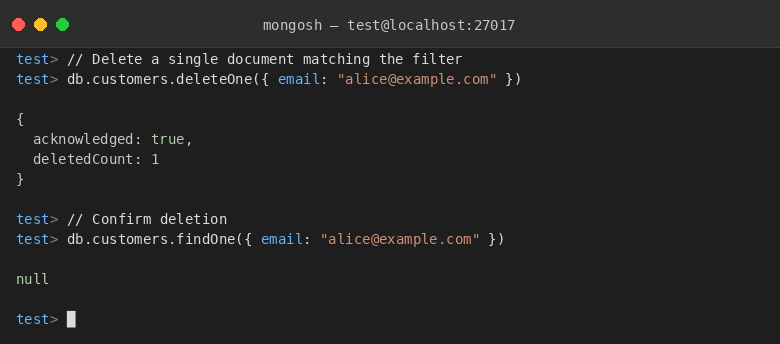 mongosh — test@localhost:27017
test> // Delete a single document matching the filter
test> db.customers.deleteOne({ email: "alice@example.com" })
{
  acknowledged: true,
  deletedCount: 1
}
test> // Confirm deletion
test> db.customers.findOne({ email: "alice@example.com" })
null
test>